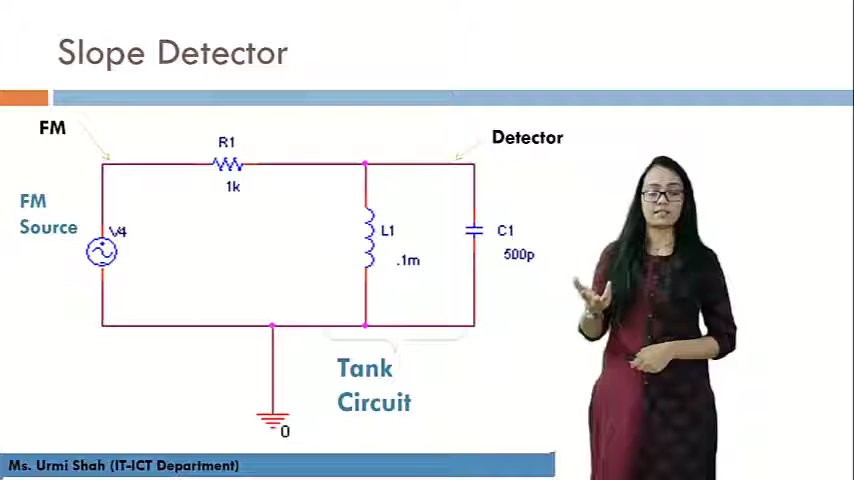 Slope Detector
FM
R1
Detector
1k
FM
Source
V4
L1
C1
.1m
500p
Tank
Circuit
0
Ms. Urmi Shah (IT-ICT Department)